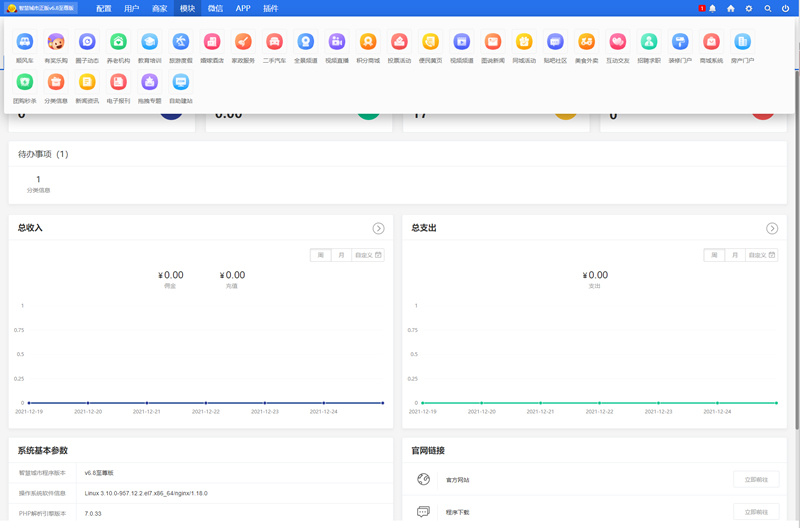 智慧城市正版v6.8至尊版 配置 用户 商家 模块 微信 APP 插件 1
顺风车 有奖乐购 圈子动态 养老机构 教育培训 旅游度假 婚嫁酒店 家政服务 二手汽车 全景频道 视频直播 积分商城 投票活动 便民黄页 视频频道 图说新闻 同城活动 贴吧社区 美食外卖 互动交友 招聘求职 装修门户 商城系统 房产门户
团购秒杀 分类信息 新闻资讯 电子报刊 拖拽专题 自助建站
0 0.00 17 0
待办事项（1）
1
分类信息
总收入
周 月 自定义
¥0.00 ¥0.00
佣金 充值
1
0.75
0.5
0.25
0
2021-12-19 2021-12-20 2021-12-21 2021-12-22 2021-12-23 2021-12-24
总支出
周 月 自定义
¥0.00
支出
1
0.75
0.5
0.25
0
2021-12-19 2021-12-20 2021-12-21 2021-12-22 2021-12-23 2021-12-24
系统基本参数
智慧城市程序版本 v6.8至尊版
操作系统软件信息 Linux 3.10.0-957.12.2.el7.x86_64/nginx/1.18.0
PHP解析引擎版本 7.0.33
官网链接
官方网站 立即前往
程序下载 立即前往